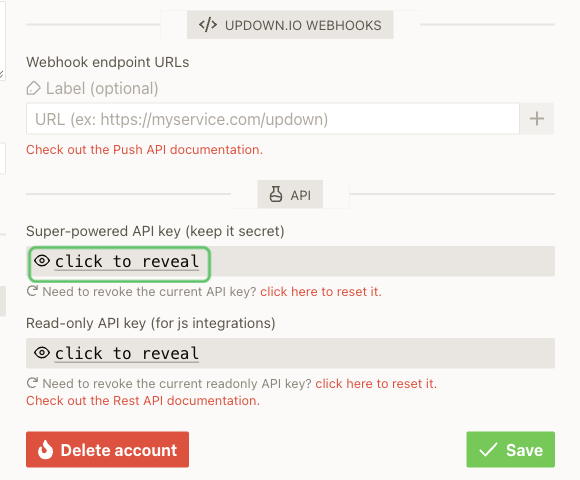 UPDOWN.IO WEBHOOKS
Webhook endpoint URLs
Label (optional)
URL (ex: https://myservice.com/updown)
Check out the Push API documentation.
API
Super-powered API key (keep it secret)
click to reveal
Need to revoke the current API key? click here to reset it.
Read-only API key (for js integrations)
click to reveal
Need to revoke the current readonly API key? click here to reset it.
Check out the Rest API documentation.
Delete account
Save